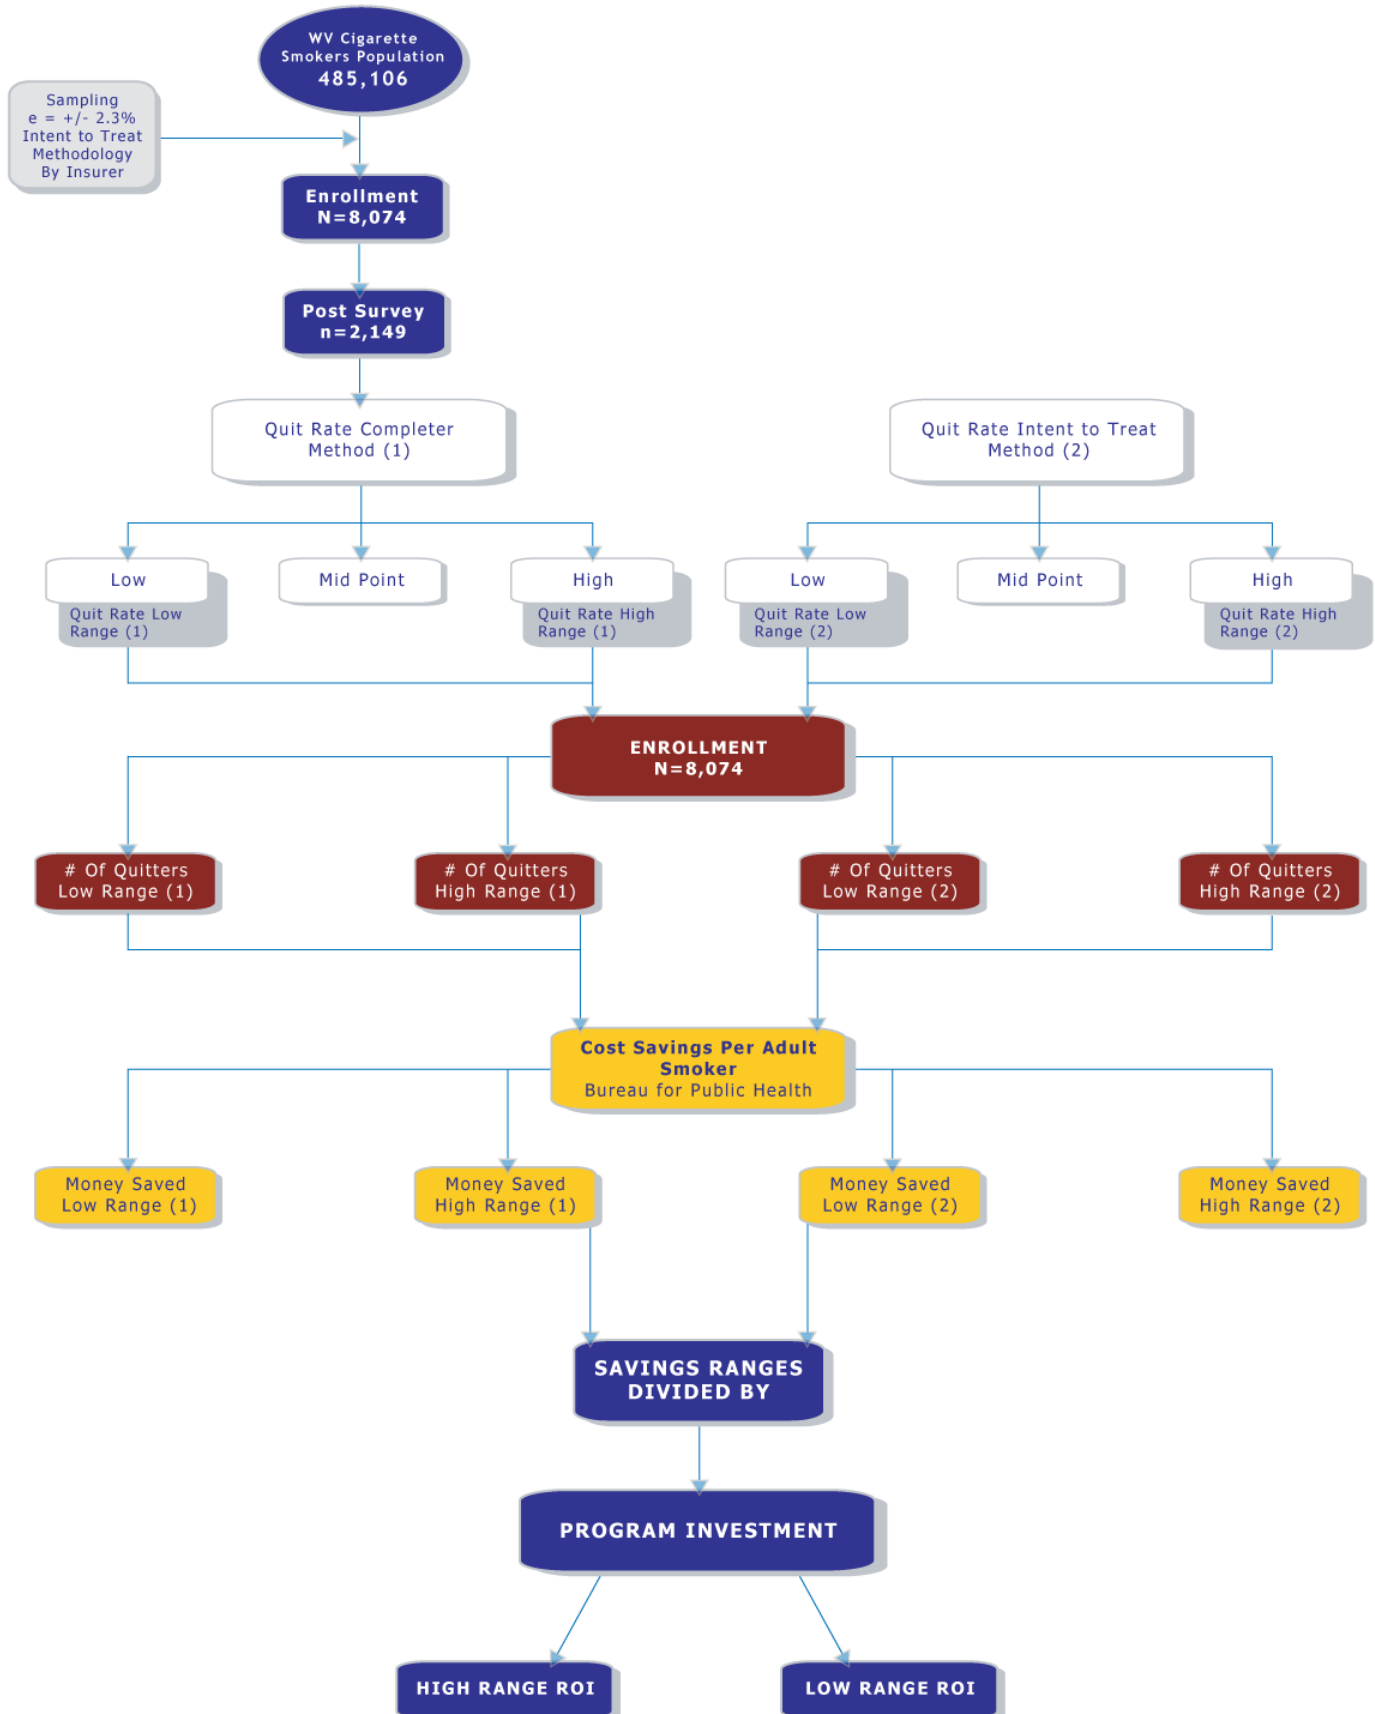 WV Cigarette
Smokers Population
485,106
Sampling
e = +/- 2.3%
Intent to Treat
Methodology
By Insurer
Enrollment
N=8,074
Post Survey
n=2,149
Quit Rate Completer
Method (1)
Quit Rate Intent to Treat
Method (2)
Low
Quit Rate Low
Range (1)
Mid Point
High
Quit Rate High
Range (1)
Low
Quit Rate Low
Range (2)
Mid Point
High
Quit Rate High
Range (2)
ENROLLMENT
N=8,074
# Of Quitters
Low Range (1)
# Of Quitters
High Range (1)
# Of Quitters
Low Range (2)
# Of Quitters
High Range (2)
Cost Savings Per Adult
Smoker
Bureau for Public Health
Money Saved
Low Range (1)
Money Saved
High Range (1)
Money Saved
Low Range (2)
Money Saved
High Range (2)
SAVINGS RANGES
DIVIDED BY
PROGRAM INVESTMENT
HIGH RANGE ROI
LOW RANGE ROI